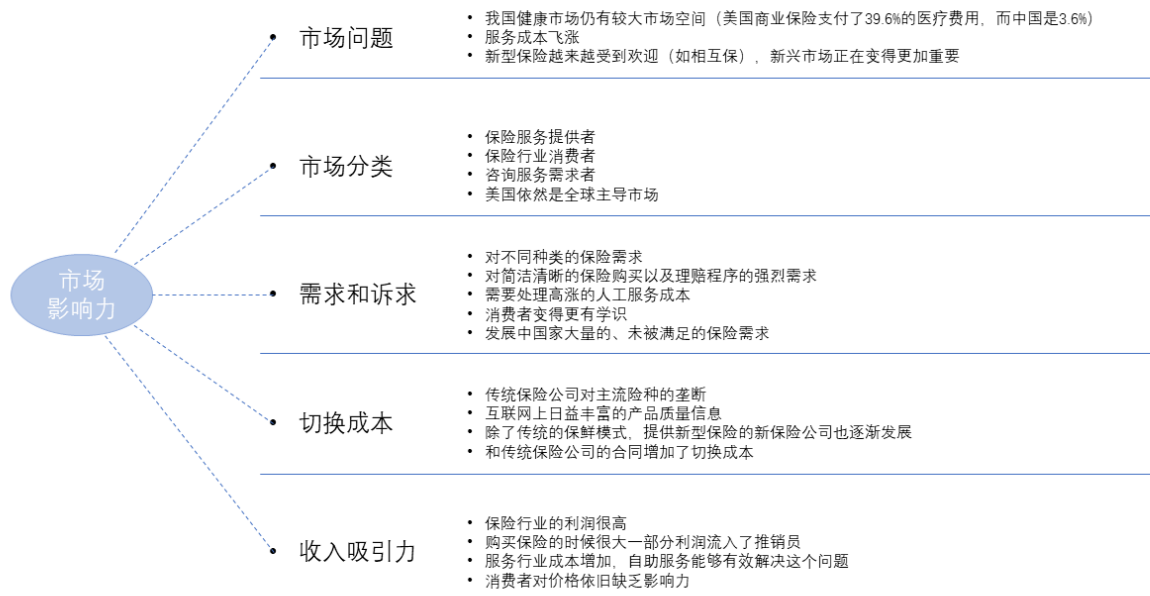 市场
影响力
市场问题
• 我国健康市场仍有较大市场空间（美国商业保险支付了39.6%的医疗费用，而中国是3.6%）
• 服务成本飞涨
• 新型保险越来越受到欢迎（如相互保），新兴市场正在变得更加重要
市场分类
• 保险服务提供者
• 保险行业消费者
• 咨询服务需求者
• 美国依然是全球主导市场
需求和诉求
• 对不同种类的保险需求
• 对简洁清晰的保险购买以及理赔程序的强烈需求
• 需要处理高涨的人工服务成本
• 消费者变得更有学识
• 发展中国家大量的、未被满足的保险需求
切换成本
• 传统保险公司对主流险种的垄断
• 互联网上日益丰富的产品质量信息
• 除了传统的保鲜模式，提供新型保险的新保险公司也逐渐发展
• 和传统保险公司的合同增加了切换成本
收入吸引力
• 保险行业的利润很高
• 购买保险的时候很大一部分利润流入了推销员
• 服务行业成本增加，自助服务能够有效解决这个问题
• 消费者对价格依旧缺乏影响力